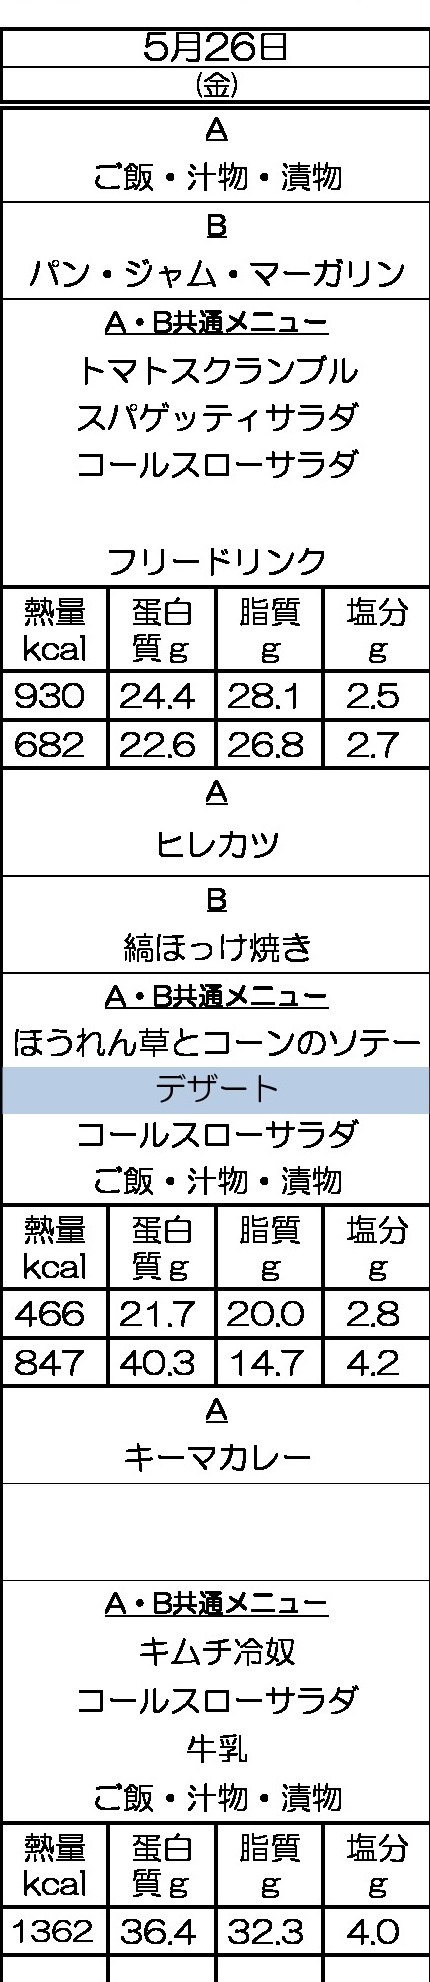 5月26日
(金)
A
ご飯・汁物・漬物
B
パン・ジャム・マーガリン
A・B共通メニュー
トマトスクランブル
スパゲッティサラダ
コールスローサラダ
フリードリンク
熱量 蛋白 脂質 塩分
kcal 質g g g
930 24.4 28.1 2.5
682 22.6 26.8 2.7
A
ヒレカツ
B
縞ほっけ焼き
A・B共通メニュー
ほうれん草とコーンのソテー
デザート
コールスローサラダ
ご飯・汁物・漬物
熱量 蛋白 脂質 塩分
kcal 質g g g
466 21.7 20.0 2.8
847 40.3 14.7 4.2
A
キーマカレー
A・B共通メニュー
キムチ冷奴
コールスローサラダ
牛乳
ご飯・汁物・漬物
熱量 蛋白 脂質 塩分
kcal 質g g g
1362 36.4 32.3 4.0